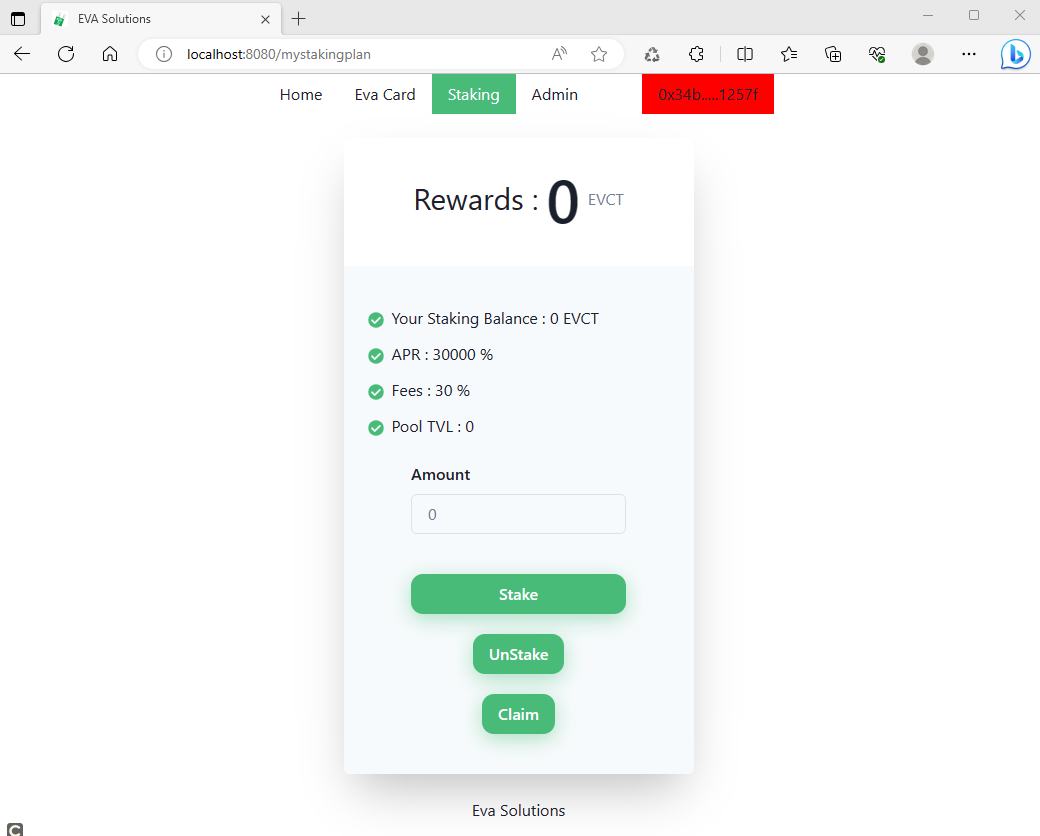 EVA Solutions
localhost:8080/mystakingplan
Home Eva Card Staking Admin 0x34b.....1257f
Rewards : 0 EVCT
Your Staking Balance : 0 EVCT
APR : 30000 %
Fees : 30 %
Pool TVL : 0
Amount
0
Stake
UnStake
Claim
Eva Solutions